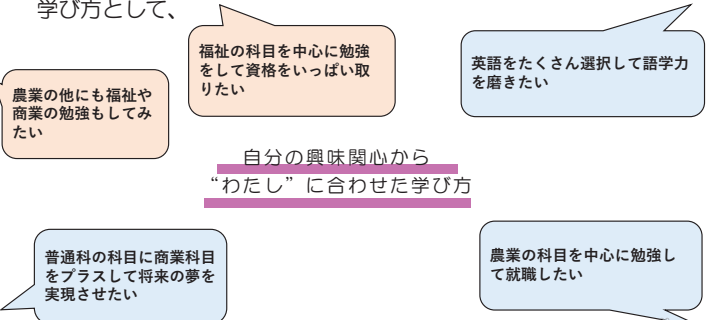 学び方として、
福祉の科目を中心に勉強
をして資格をいっぱい取
りたい
英語をたくさん選択して語学力
を磨きたい
農業の他にも福祉や
商業の勉強もしてみ
たい
自分の興味関心から
“わたし”に合わせた学び方
普通科の科目に商業科目
をプラスして将来の夢を
実現させたい
農業の科目を中心に勉強し
て就職したい